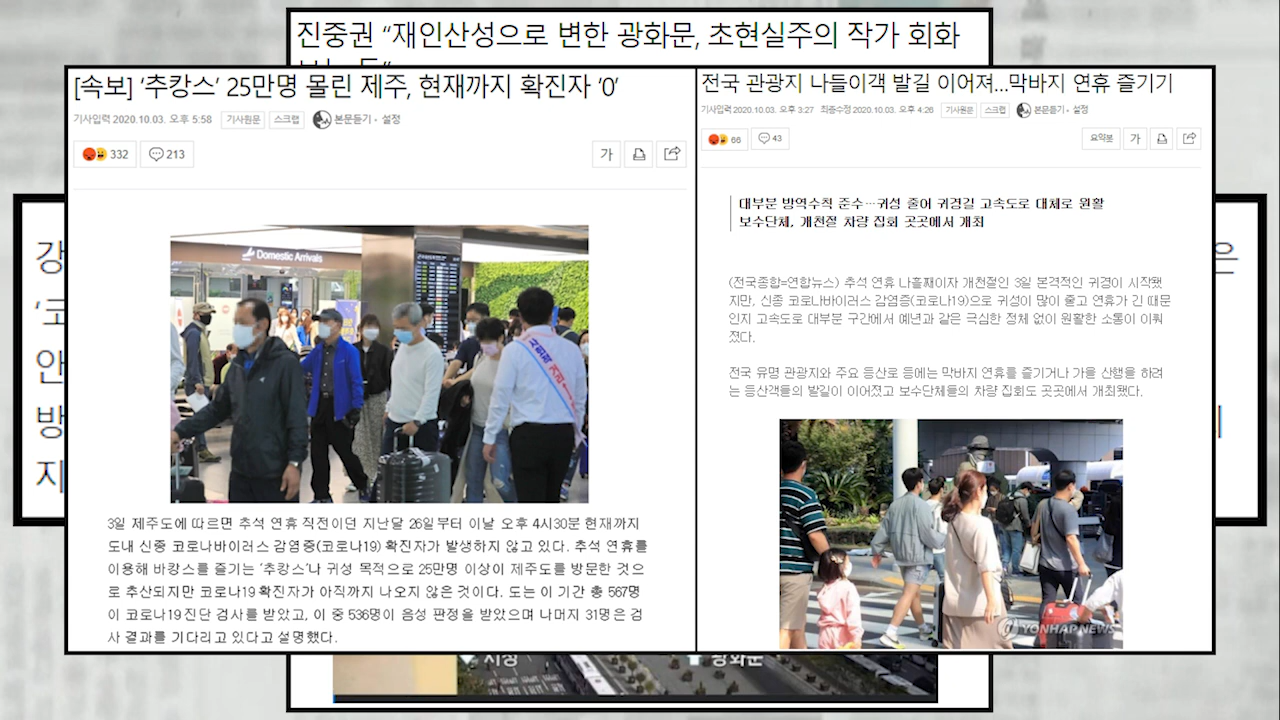 진중권 “재인산성으로 변한 광화문, 초현실주의 작가 회화
[속보] ‘추캉스’ 25만명 몰린 제주, 현재까지 확진자 ‘0’
기사입력 2020.10.03. 오후 5:58 기사원문 스크랩 본문듣기 · 설정
332 213 가
Domestic Arrivals
3일 제주도에 따르면 추석 연휴 직전이던 지난달 26일부터 이날 오후 4시30분 현재까지
도내 신종 코로나바이러스 감염증(코로나19) 확진자가 발생하지 않고 있다. 추석 연휴를
이용해 바캉스를 즐기는 ‘추캉스’나 귀성 목적으로 25만명 이상이 제주도를 방문한 것으
로 추산되지만 코로나19 확진자가 아직까지 나오지 않은 것이다. 도는 이 기간 총 567명
이 코로나19 진단 검사를 받았고, 이 중 536명이 음성 판정을 받았으며 나머지 31명은 검
사 결과를 기다리고 있다고 설명했다.
전국 관광지 나들이객 발길 이어져...막바지 연휴 즐기기
기사입력 2020.10.03. 오후 3:27 최종수정 2020.10.03. 오후 4:26 기사원문 스크랩 본문듣기 · 설정
66 43 요약봇 가
대부분 방역수칙 준수…귀성 줄어 귀경길 고속도로 대체로 원활
보수단체, 개천절 차량 집회 곳곳에서 개최
(전국종합=연합뉴스) 추석 연휴 나흘째이자 개천절인 3일 본격적인 귀경이 시작됐
지만, 신종 코로나바이러스 감염증(코로나19)으로 귀성이 많이 줄고 연휴가 긴 때문
인지 고속도로 대부분 구간에서 예년과 같은 극심한 정체 없이 원활한 소통이 이뤄
졌다.
전국 유명 관광지와 주요 등산로 등에는 막바지 연휴를 즐기거나 가을 산행을 하려
는 등산객들의 발길이 이어졌고 보수단체들의 차량 집회도 곳곳에서 개최됐다.
YONHAP NEWS
강
안
방
지
은